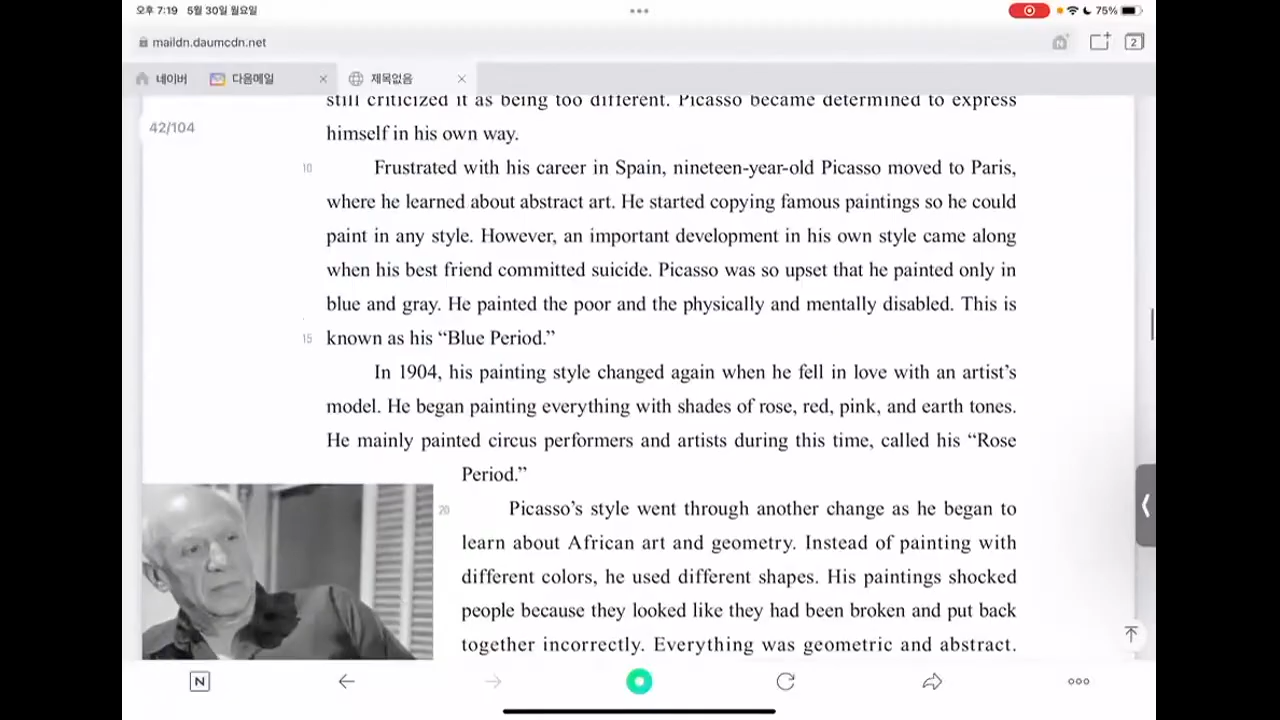 오후 7:19 5월 30일 월요일
75%
maildn.daumcdn.net
2
네이버
다음메일
제목없음
42/104
still criticized it as being too different. Picasso became determined to express
himself in his own way.
10 Frustrated with his career in Spain, nineteen-year-old Picasso moved to Paris,
where he learned about abstract art. He started copying famous paintings so he could
paint in any style. However, an important development in his own style came along
when his best friend committed suicide. Picasso was so upset that he painted only in
blue and gray. He painted the poor and the physically and mentally disabled. This is
15 known as his “Blue Period.”
In 1904, his painting style changed again when he fell in love with an artist’s
model. He began painting everything with shades of rose, red, pink, and earth tones.
He mainly painted circus performers and artists during this time, called his “Rose
Period.”
20 Picasso’s style went through another change as he began to
learn about African art and geometry. Instead of painting with
different colors, he used different shapes. His paintings shocked
people because they looked like they had been broken and put back
together incorrectly. Everything was geometric and abstract.
N